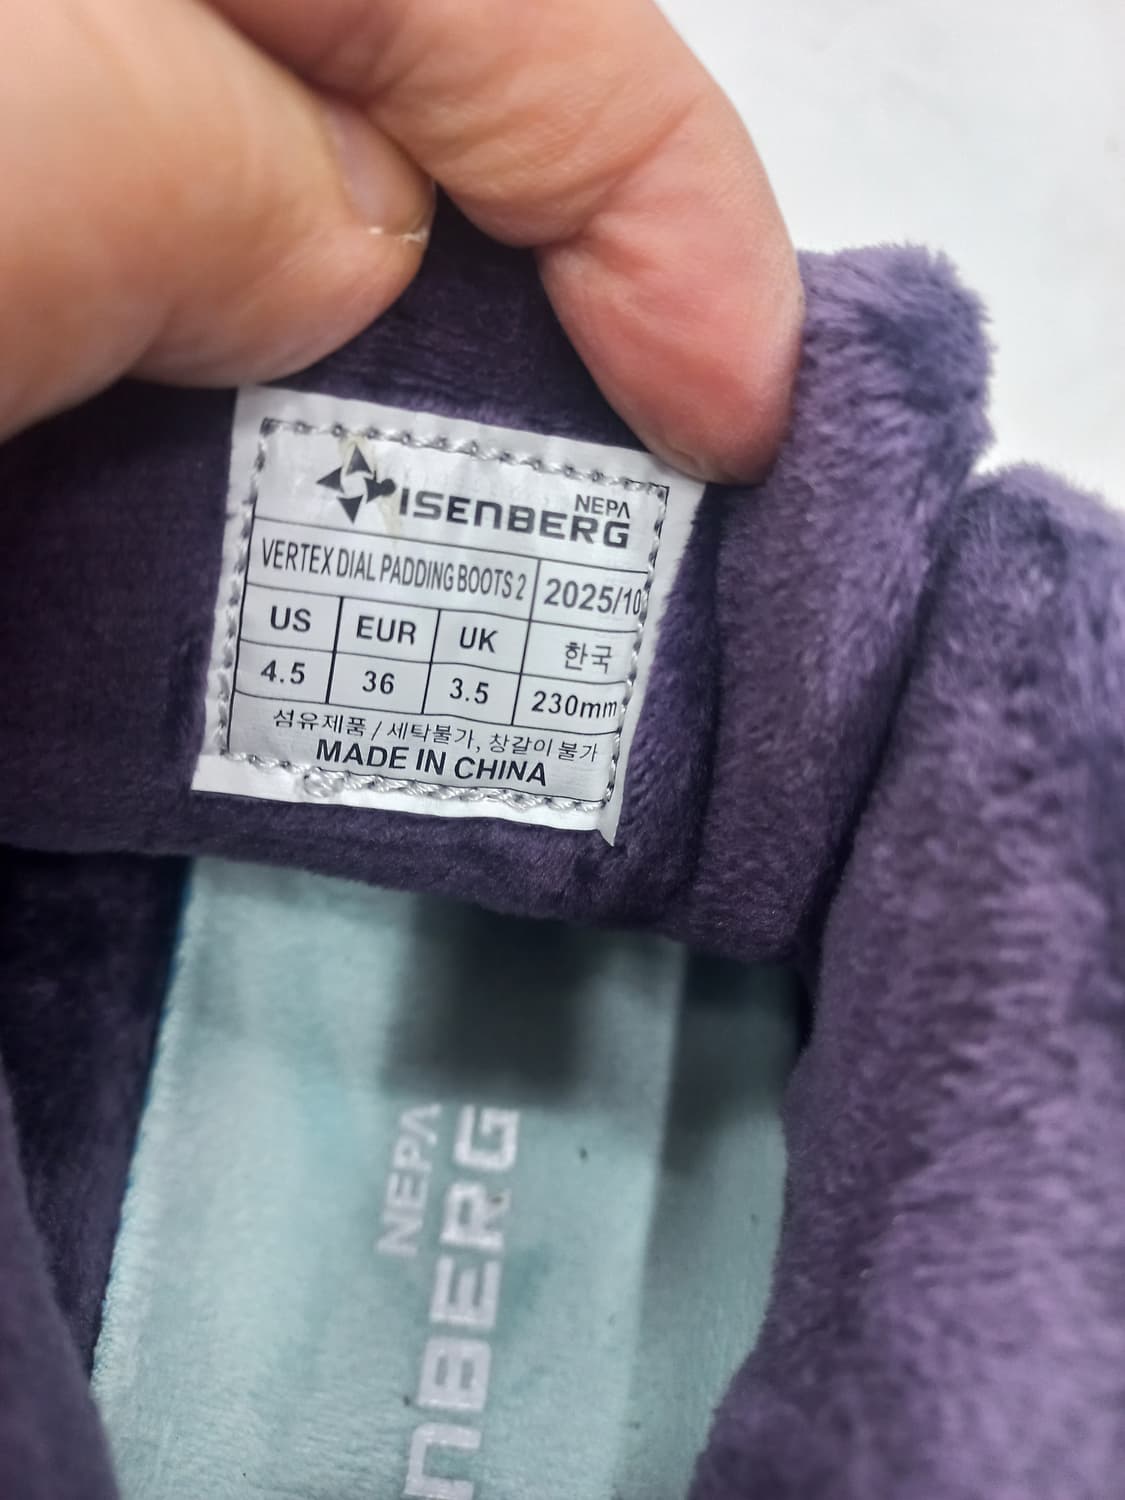 NEPA
ISENBERG
VERTEX DIAL PADDING BOOTS 2 2025/10
US EUR UK 한국
4.5 36 3.5 230mm
섬유제품 / 세탁불가, 창갈이 불가
MADE IN CHINA
NEPA
NBERG